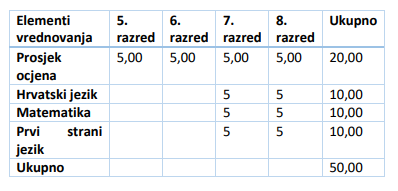 Elementi vrednovanja 5. razred 6. razred 7. razred 8. razred Ukupno
Prosjek ocjena 5,00 5,00 5,00 5,00 20,00
Hrvatski jezik 5 5 10,00
Matematika 5 5 10,00
Prvi strani jezik 5 5 10,00
Ukupno 50,00